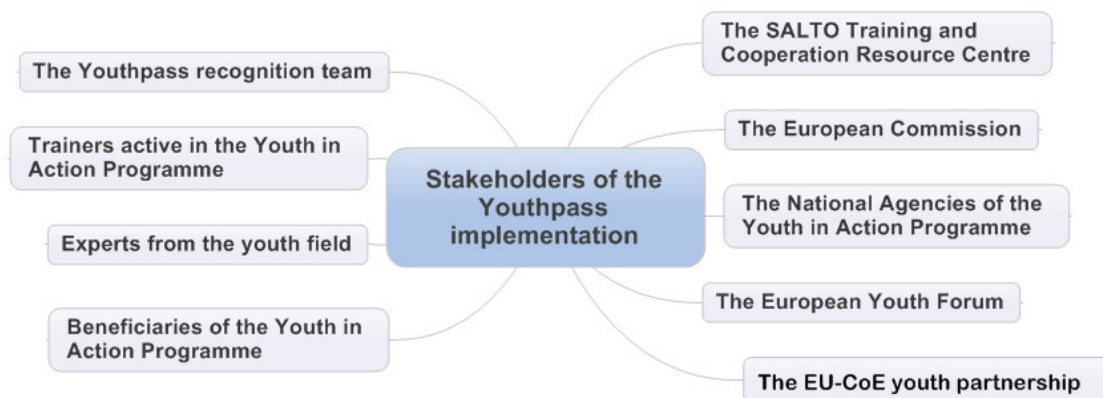 The Youthpass recognition team
Trainers active in the Youth in
Action Programme
Experts from the youth field
Beneficiaries of the Youth in
Action Programme
Stakeholders of the
Youthpass
implementation
The SALTO Training and
Cooperation Resource Centre
The European Commission
The National Agencies of the
Youth in Action Programme
The European Youth Forum
The EU-CoE youth partnership